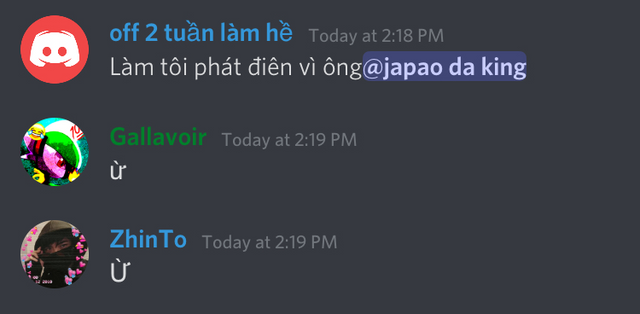 off 2 tuần làm hề Today at 2:18 PM
Làm tôi phát điên vì ông@japao da king
Gallavoir Today at 2:19 PM
ừ
ZhinTo Today at 2:19 PM
Ừ